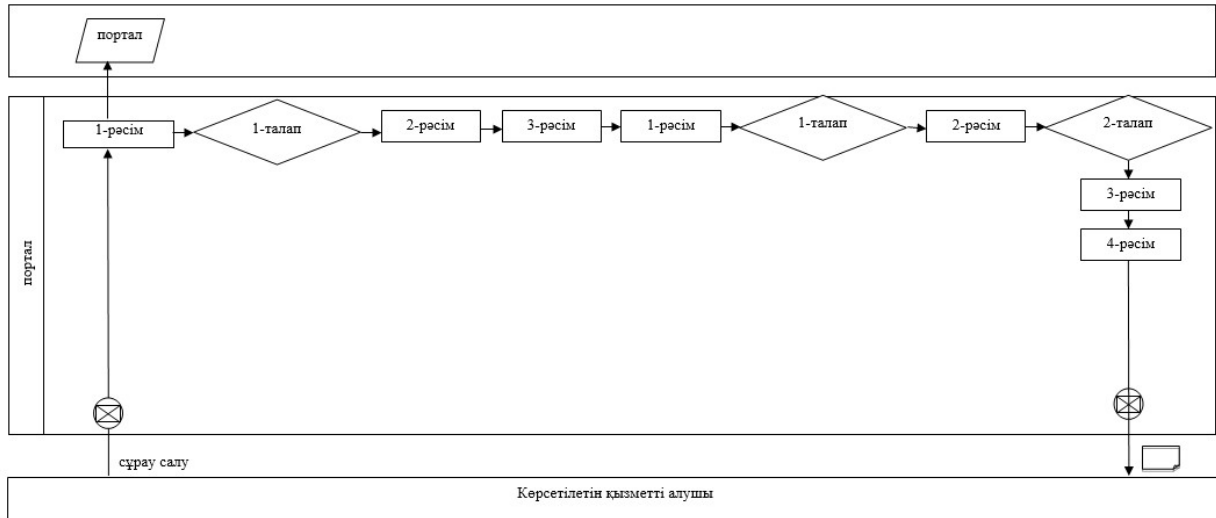 портал
1-рәсім
1-талап
2-рәсім
3-рәсім
1-рәсім
1-талап
2-рәсім
2-талап
3-рәсім
4-рәсім
портал
сұрау салу
Көрсетілетін қызметті алушы